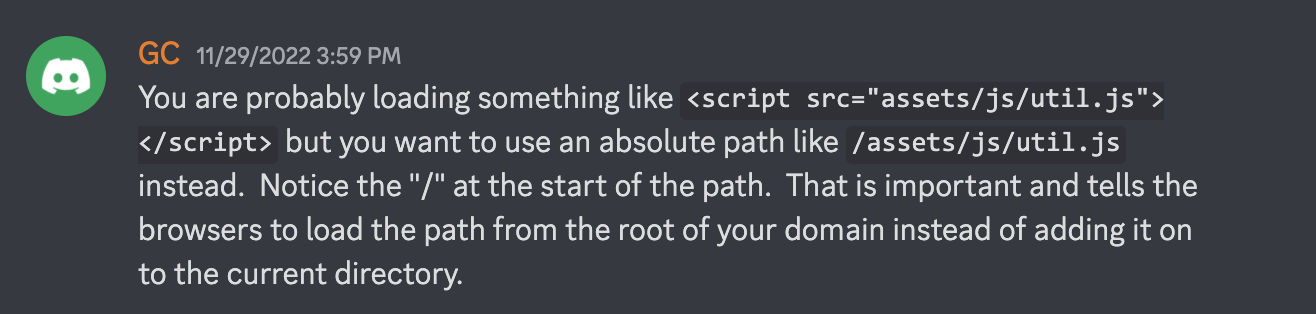 GC 11/29/2022 3:59 PM
You are probably loading something like <script src="assets/js/util.js">
</script> but you want to use an absolute path like /assets/js/util.js
instead.  Notice the "/" at the start of the path.  That is important and tells the
browsers to load the path from the root of your domain instead of adding it on
to the current directory.